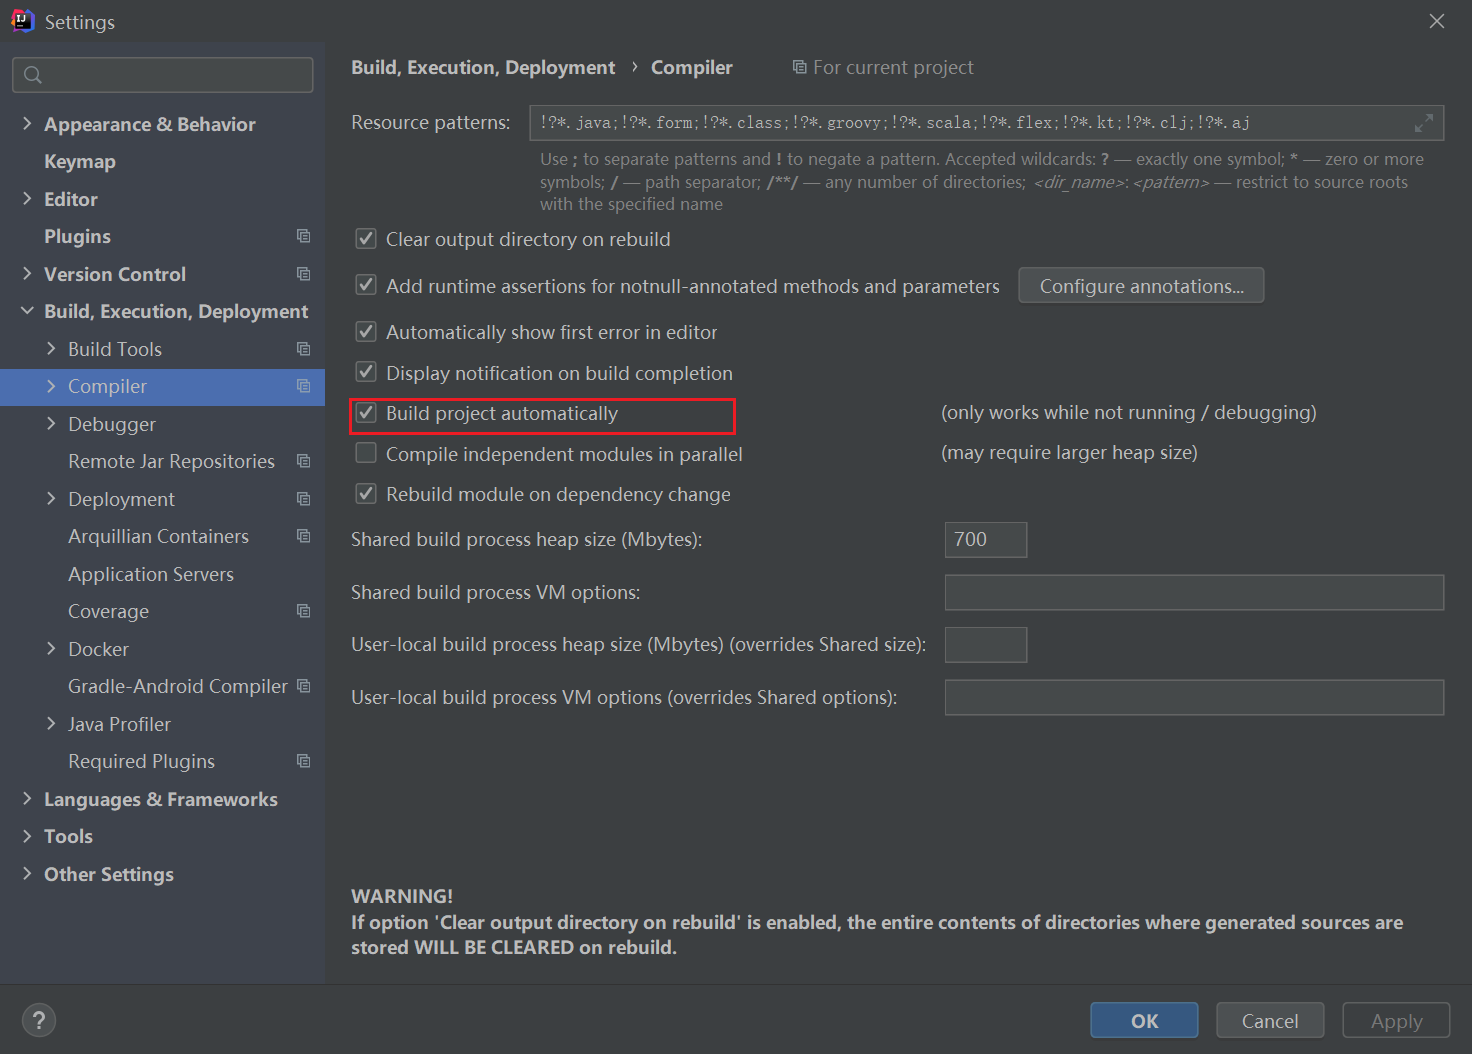 Settings
Build, Execution, Deployment › Compiler For current project
Appearance & Behavior
Keymap
Editor
Plugins
Version Control
Build, Execution, Deployment
Build Tools
Compiler
Debugger
Remote Jar Repositories
Deployment
Arquillian Containers
Application Servers
Coverage
Docker
Gradle-Android Compiler
Java Profiler
Required Plugins
Languages & Frameworks
Tools
Other Settings
Resource patterns: !?*.java;!?*.form;!?*.class;!?*.groovy;!?*.scala;!?*.flex;!?*.kt;!?*.clj;!?*.aj
Use ; to separate patterns and ! to negate a pattern. Accepted wildcards: ? — exactly one symbol; * — zero or more
symbols; / — path separator; /**/ — any number of directories; <dir_name>: <pattern> — restrict to source roots
with the specified name
Clear output directory on rebuild
Add runtime assertions for notnull-annotated methods and parameters Configure annotations...
Automatically show first error in editor
Display notification on build completion
Build project automatically (only works while not running / debugging)
Compile independent modules in parallel (may require larger heap size)
Rebuild module on dependency change
Shared build process heap size (Mbytes): 700
Shared build process VM options:
User-local build process heap size (Mbytes) (overrides Shared size):
User-local build process VM options (overrides Shared options):
WARNING!
If option 'Clear output directory on rebuild' is enabled, the entire contents of directories where generated sources are
stored WILL BE CLEARED on rebuild.
? OK Cancel Apply